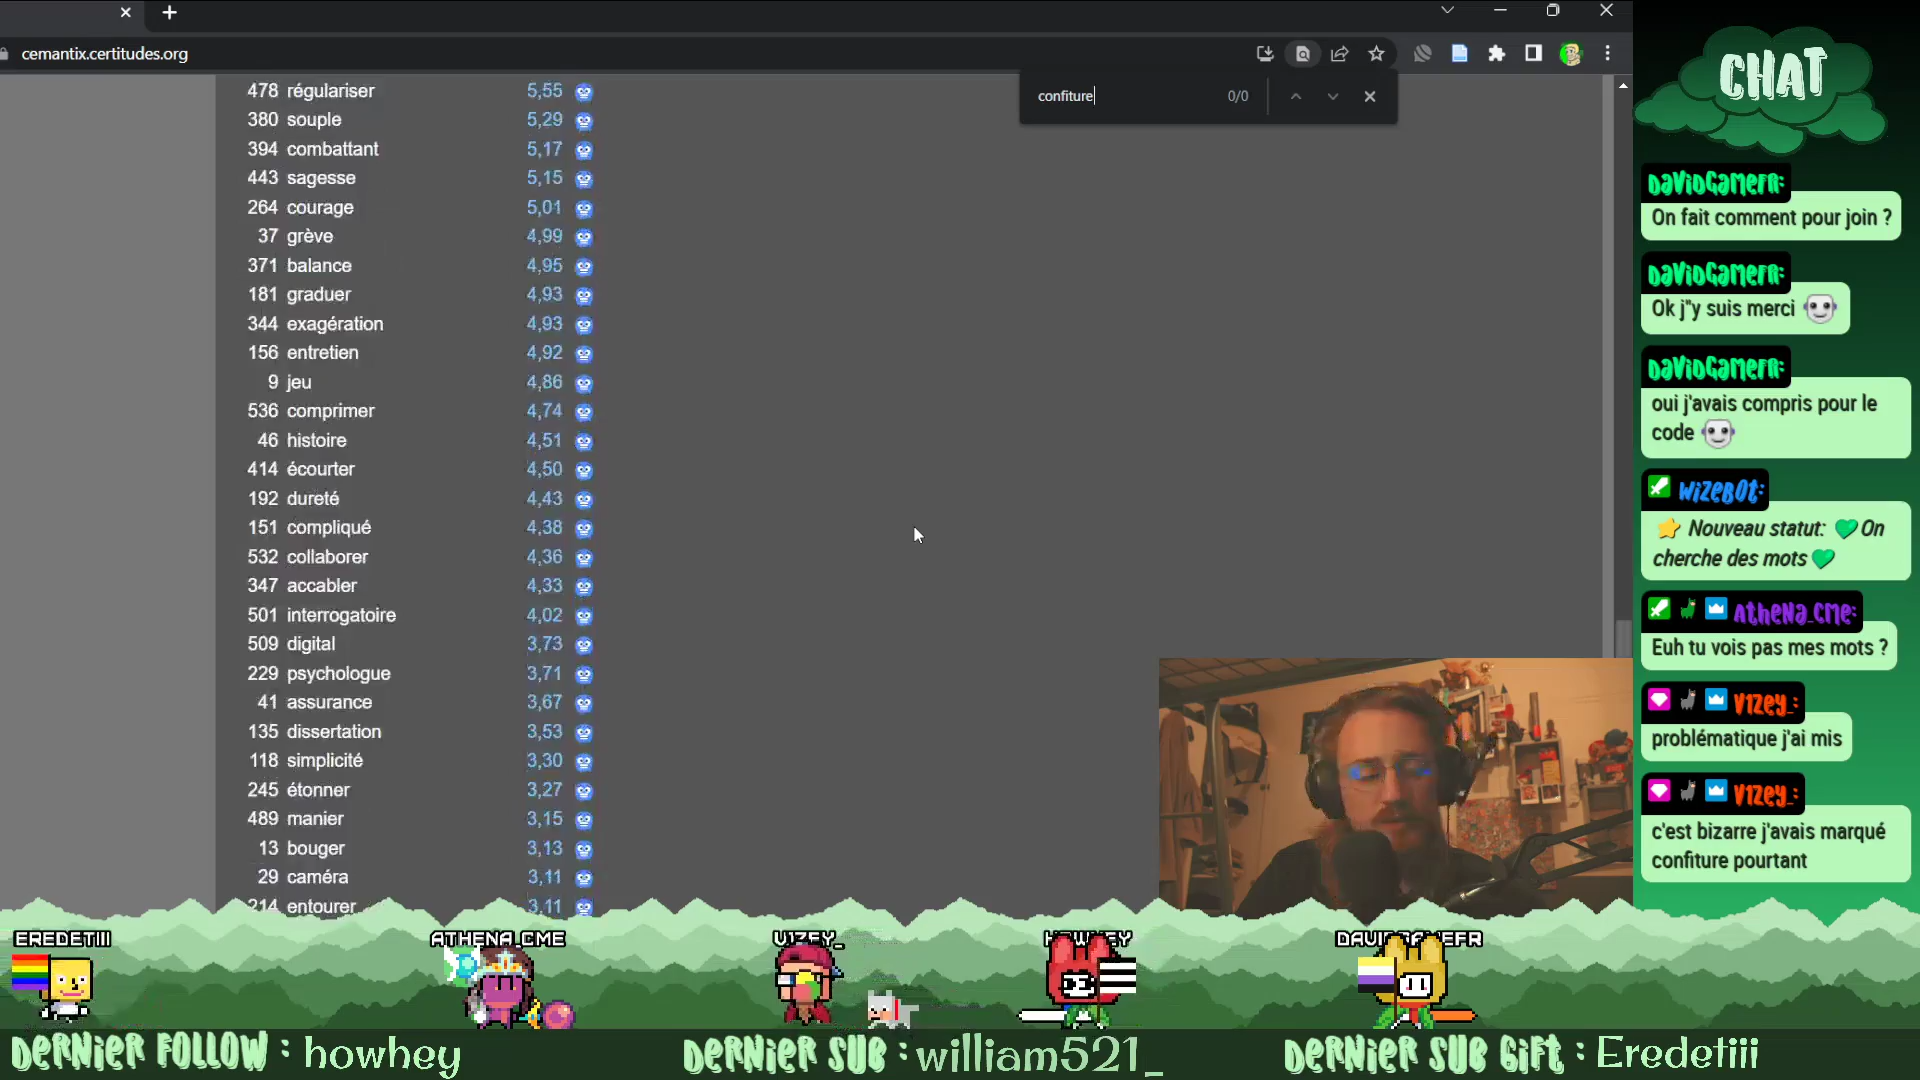 cemantix.certitudes.org
confiture
0/0
478 régulariser 5,55
380 souple 5,29
394 combattant 5,17
443 sagesse 5,15
264 courage 5,01
37 grève 4,99
371 balance 4,95
181 graduer 4,93
344 exagération 4,93
156 entretien 4,92
9 jeu 4,86
536 comprimer 4,74
46 histoire 4,51
414 écourter 4,50
192 dureté 4,43
151 compliqué 4,38
532 collaborer 4,36
347 accabler 4,33
501 interrogatoire 4,02
509 digital 3,73
229 psychologue 3,71
41 assurance 3,67
135 dissertation 3,53
118 simplicité 3,30
245 étonner 3,27
489 manier 3,15
13 bouger 3,13
29 caméra 3,11
214 entourer 3,11
CHAT
DavidGamefr:
On fait comment pour join ?
DavidGamefr:
Ok j"y suis merci
DavidGamefr:
oui j'avais compris pour le
code
WizeBot:
Nouveau statut: On
cherche des mots
Athena_CME:
Euh tu vois pas mes mots ?
V1zey_:
problématique j'ai mis
V1zey_:
c'est bizarre j'avais marqué
confiture pourtant
EREDETIII
ATHENA_CME
V1ZEY_
HOWHEY
DAVIDGAMEFR
Dernier Follow : howhey
Dernier Sub : william521_
Dernier Sub Gift : Eredetiii